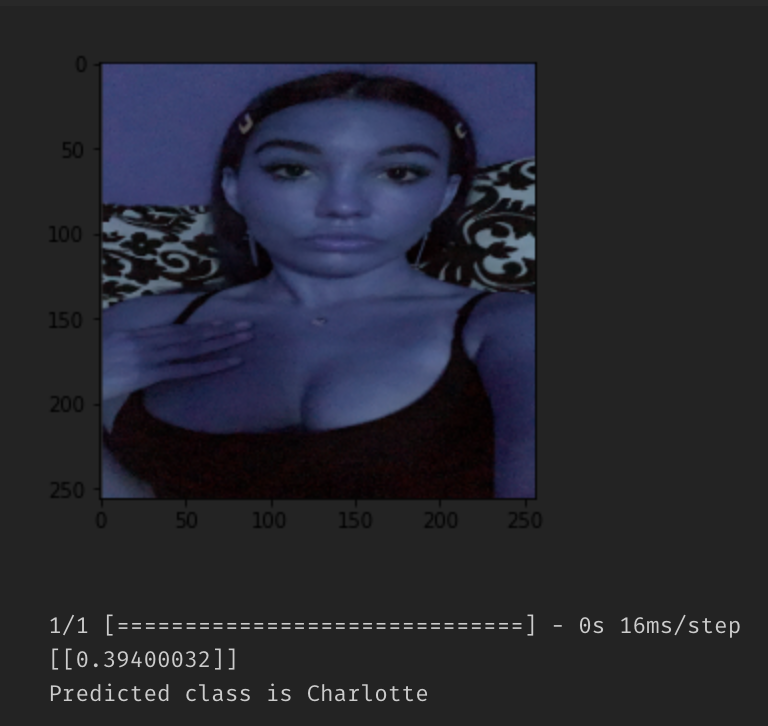 0
50
100
150
200
250
0 50 100 150 200 250
1/1 [==============================] - 0s 16ms/step
[[0.39400032]]
Predicted class is Charlotte